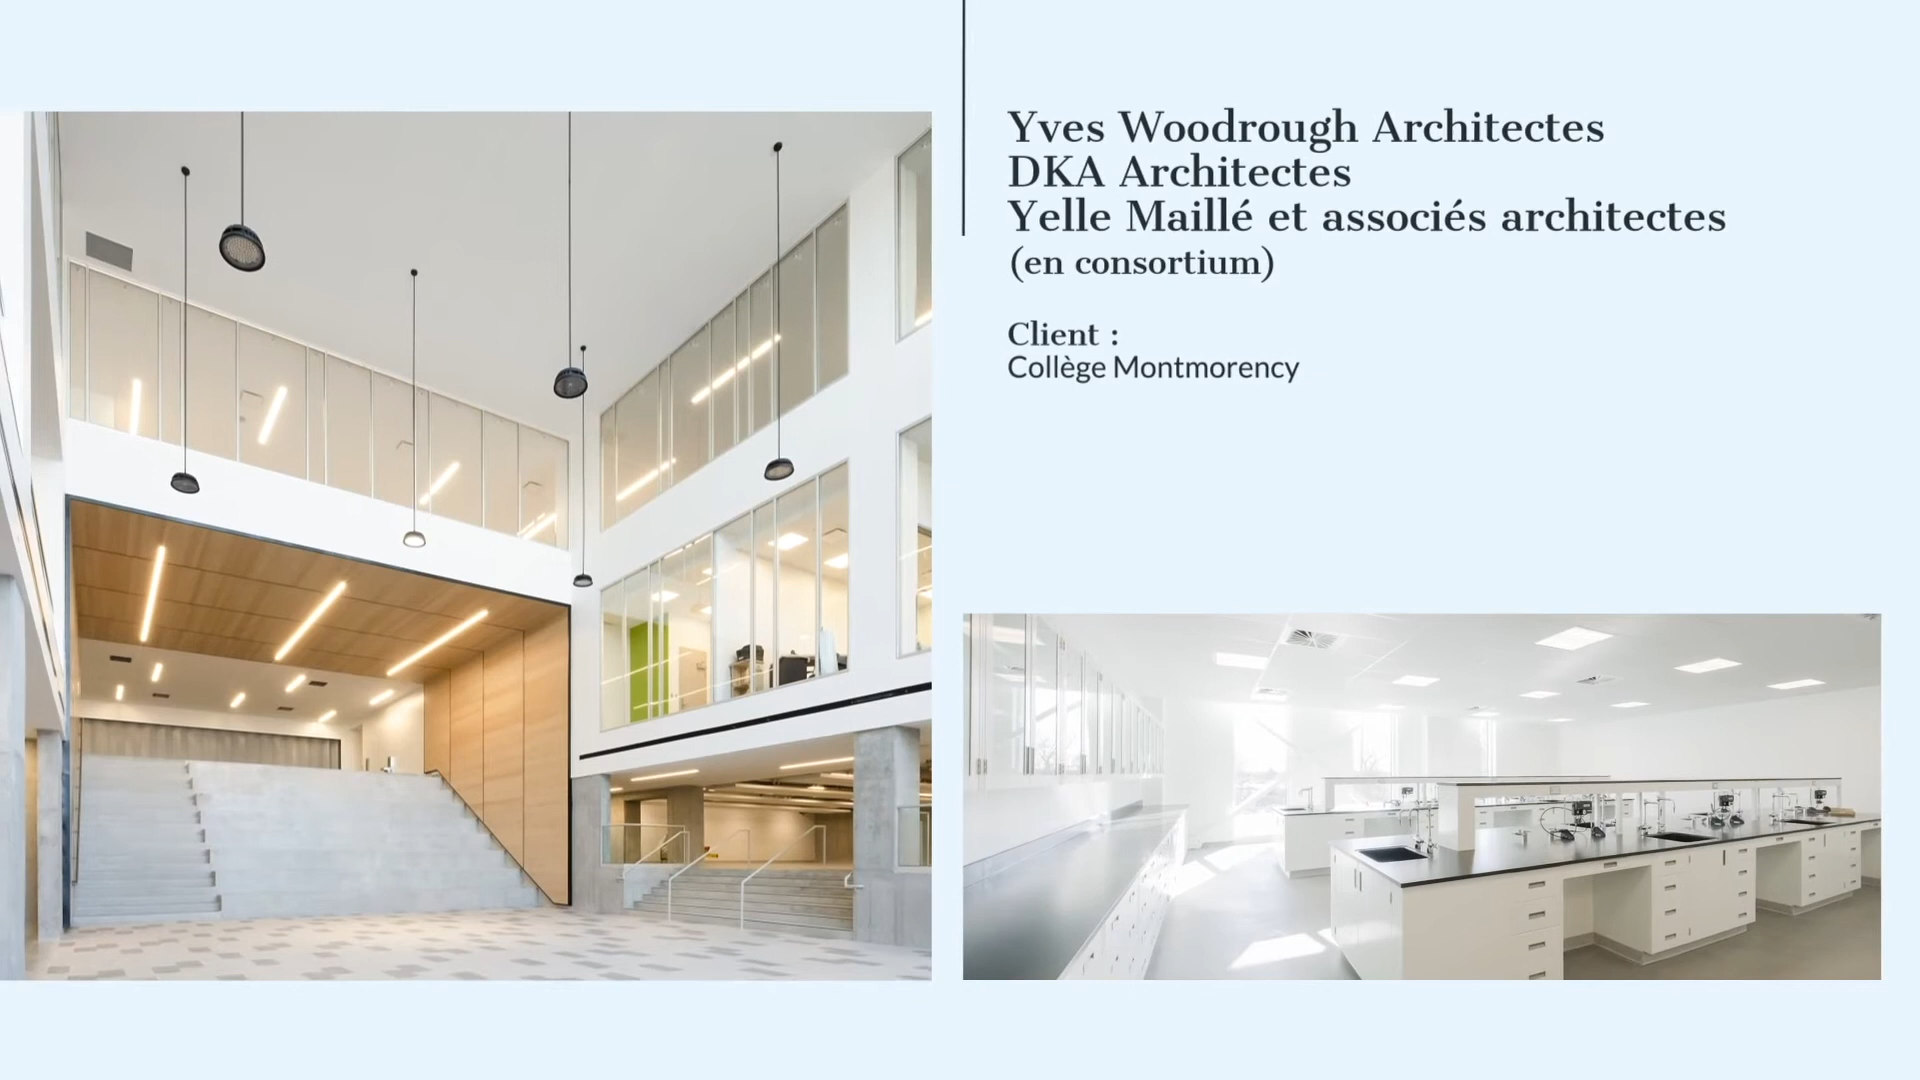 Yves Woodrough Architectes
DKA Architectes
Yelle Maillé et associés architectes
(en consortium)
Client :
Collège Montmorency